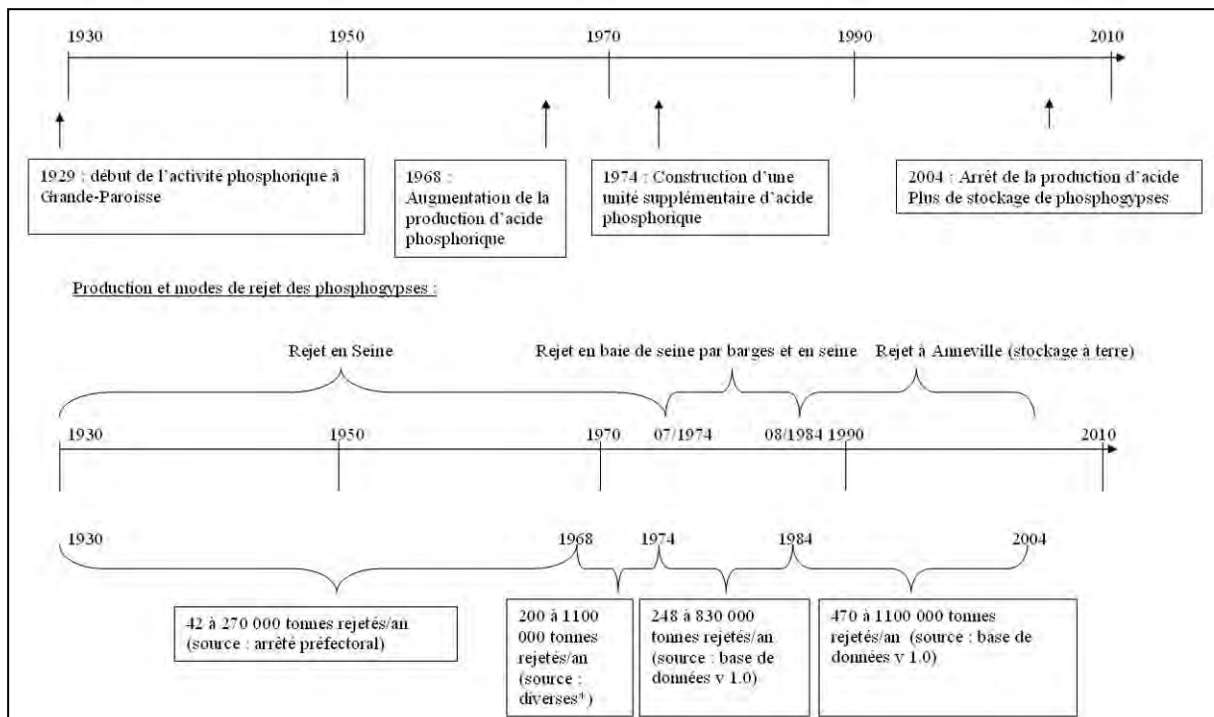 1930 1950 1970 1990 2010
1929 : début de l'activité phosphorique à
Grande-Paroisse
1968 :
Augmentation de la
production d'acide
phosphorique
1974 : Construction d'une
unité supplémentaire d'acide
phosphorique
2004 : Arrêt de la production d'acide
Plus de stockage de phosphogypses
Production et modes de rejet des phosphogypses :
Rejet en Seine
Rejet en baie de seine par barges et en seine
Rejet à Anneville (stockage à terre)
1930 1950 1970 07/1974 08/1984 1990 2010
1930 1968 1974 1984 2004
42 à 270 000 tonnes rejetés/an
(source : arrêté préfectoral)
200 à 1100
000 tonnes
rejetés/an
(source :
diverses*)
248 à 830 000
tonnes rejetés/an
(source : base de
données v 1.0)
470 à 1100 000 tonnes
rejetés/an (source : base de
données v 1.0)